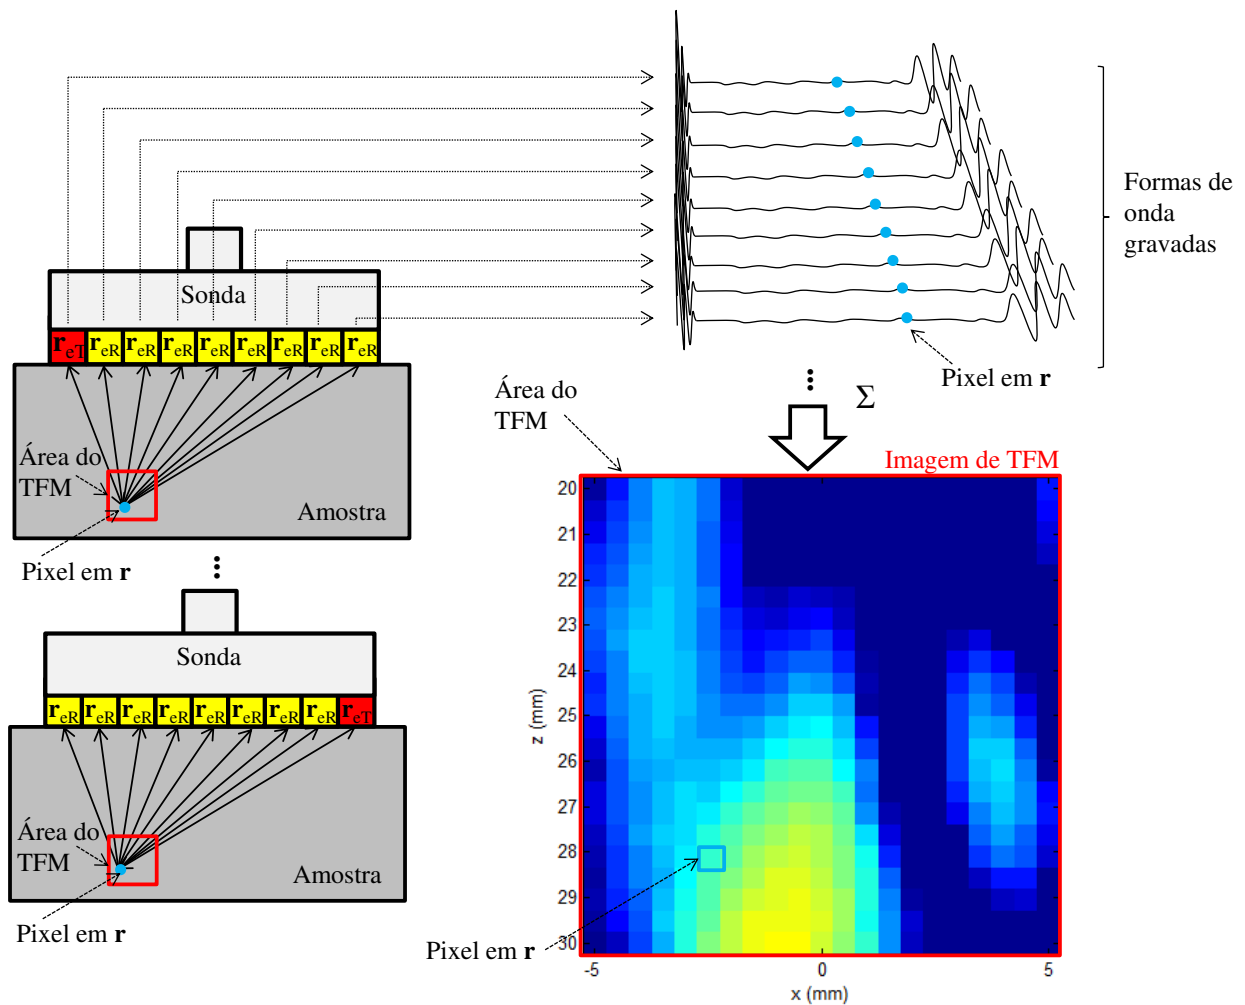 Sonda
r_eT r_eR r_eR r_eR r_eR r_eR r_eR r_eR r_eR
Área do
TFM
Amostra
Pixel em r
Formas de
onda
gravadas
Pixel em r
Σ
Área do
TFM
Imagem de TFM
Sonda
r_eR r_eR r_eR r_eR r_eR r_eR r_eR r_eR r_eT
Área do
TFM
Amostra
Pixel em r
20
21
22
23
24
25
26
27
28
29
30
z (mm)
Pixel em r
-5 0 5
x (mm)